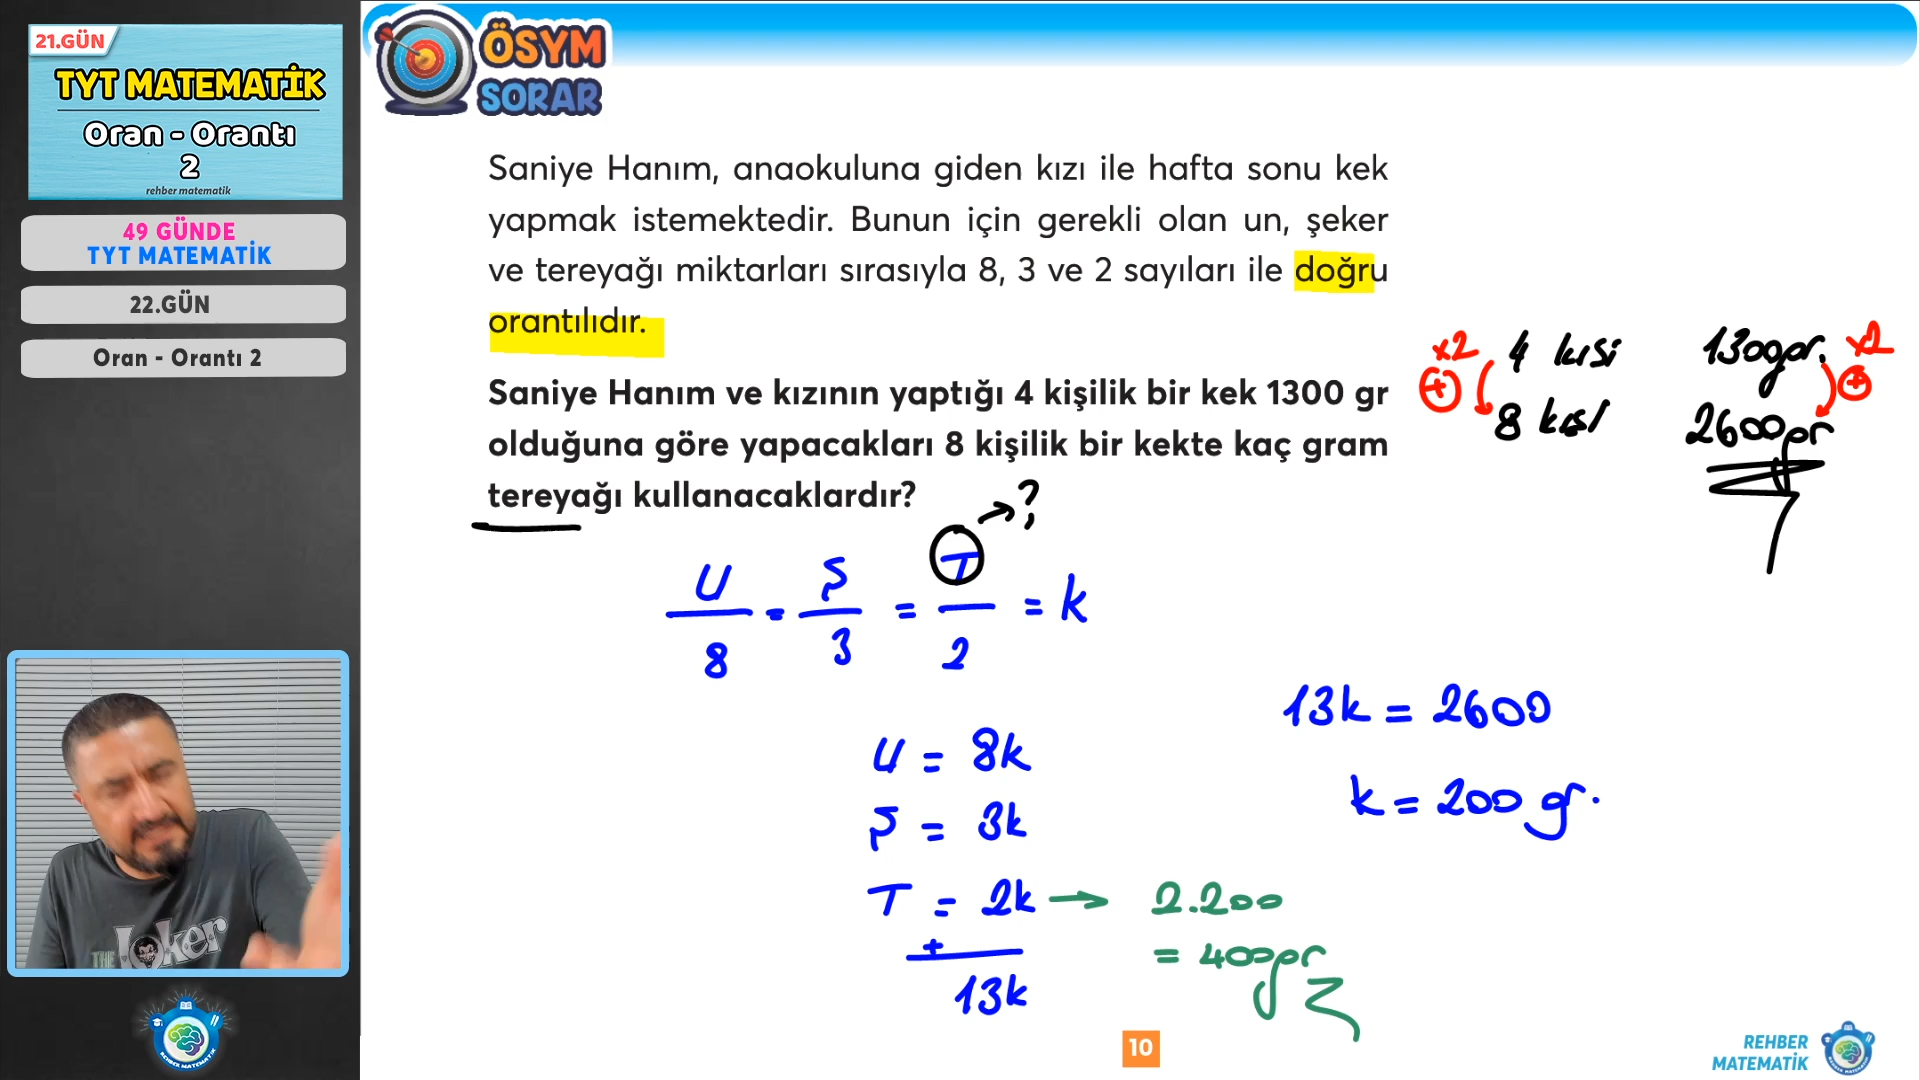 21.GÜN
TYT MATEMATİK
Oran - Orantı
2
rehber matematik
49 GÜNDE
TYT MATEMATİK
22.GÜN
Oran - Orantı 2
THE Joker
REHBER MATEMATİK
ÖSYM
SORAR
Saniye Hanım, anaokuluna giden kızı ile hafta sonu kek
yapmak istemektedir. Bunun için gerekli olan un, şeker
ve tereyağı miktarları sırasıyla 8, 3 ve 2 sayıları ile doğru
orantılıdır.
Saniye Hanım ve kızının yaptığı 4 kişilik bir kek 1300 gr
olduğuna göre yapacakları 8 kişilik bir kekte kaç gram
tereyağı kullanacaklardır?
x2 4 kişi 1300gr. x2
+ 8 kişi 2600gr +
U/8 = Ş/3 = T/2 = k → ?
13k = 2600
k = 200 gr.
U = 8k
Ş = 3k
T = 2k → 2.200
= 400gr
+
13k
10
REHBER
MATEMATİK